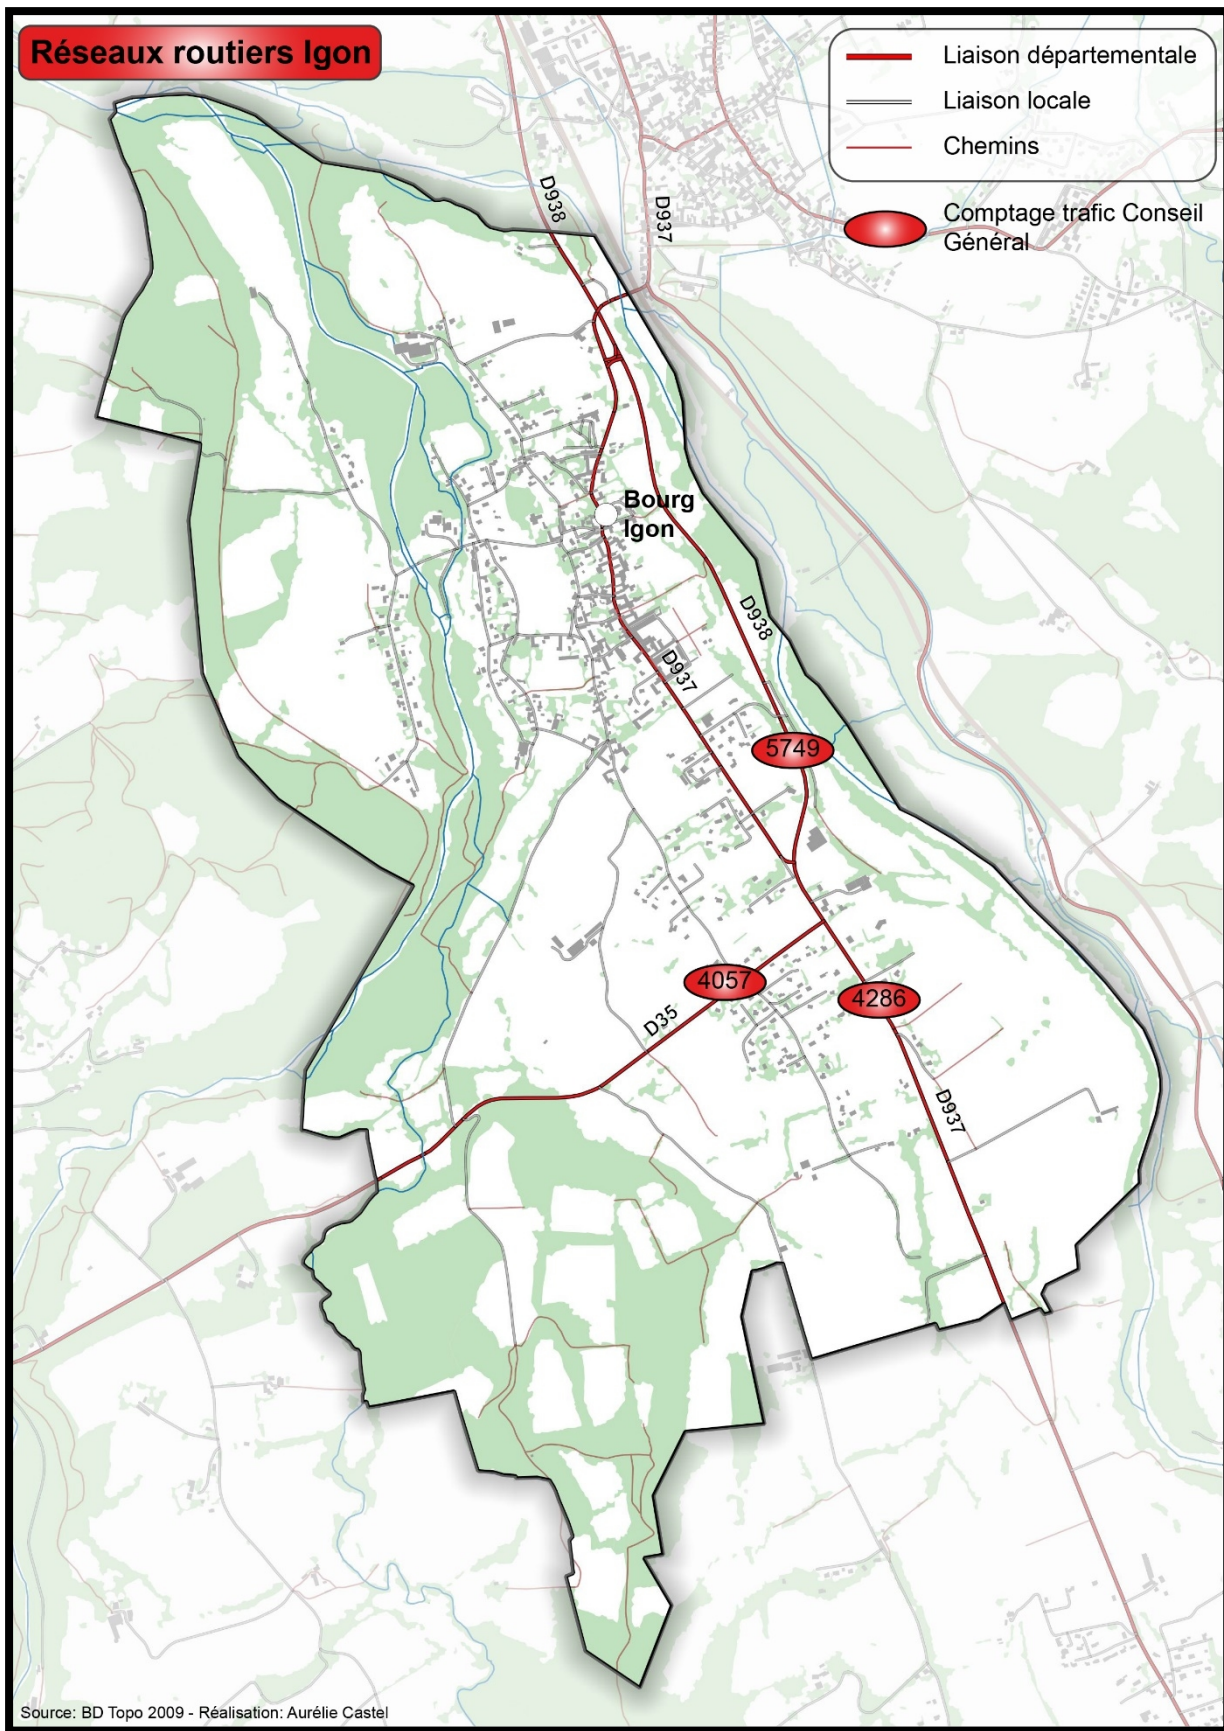 Réseaux routiers Igon
Liaison départementale
Liaison locale
Chemins
Comptage trafic Conseil
Général
D938
D937
Bourg
Igon
D938
D937
5749
4057
4286
D35
D937
Source: BD Topo 2009 - Réalisation: Aurélie Castel